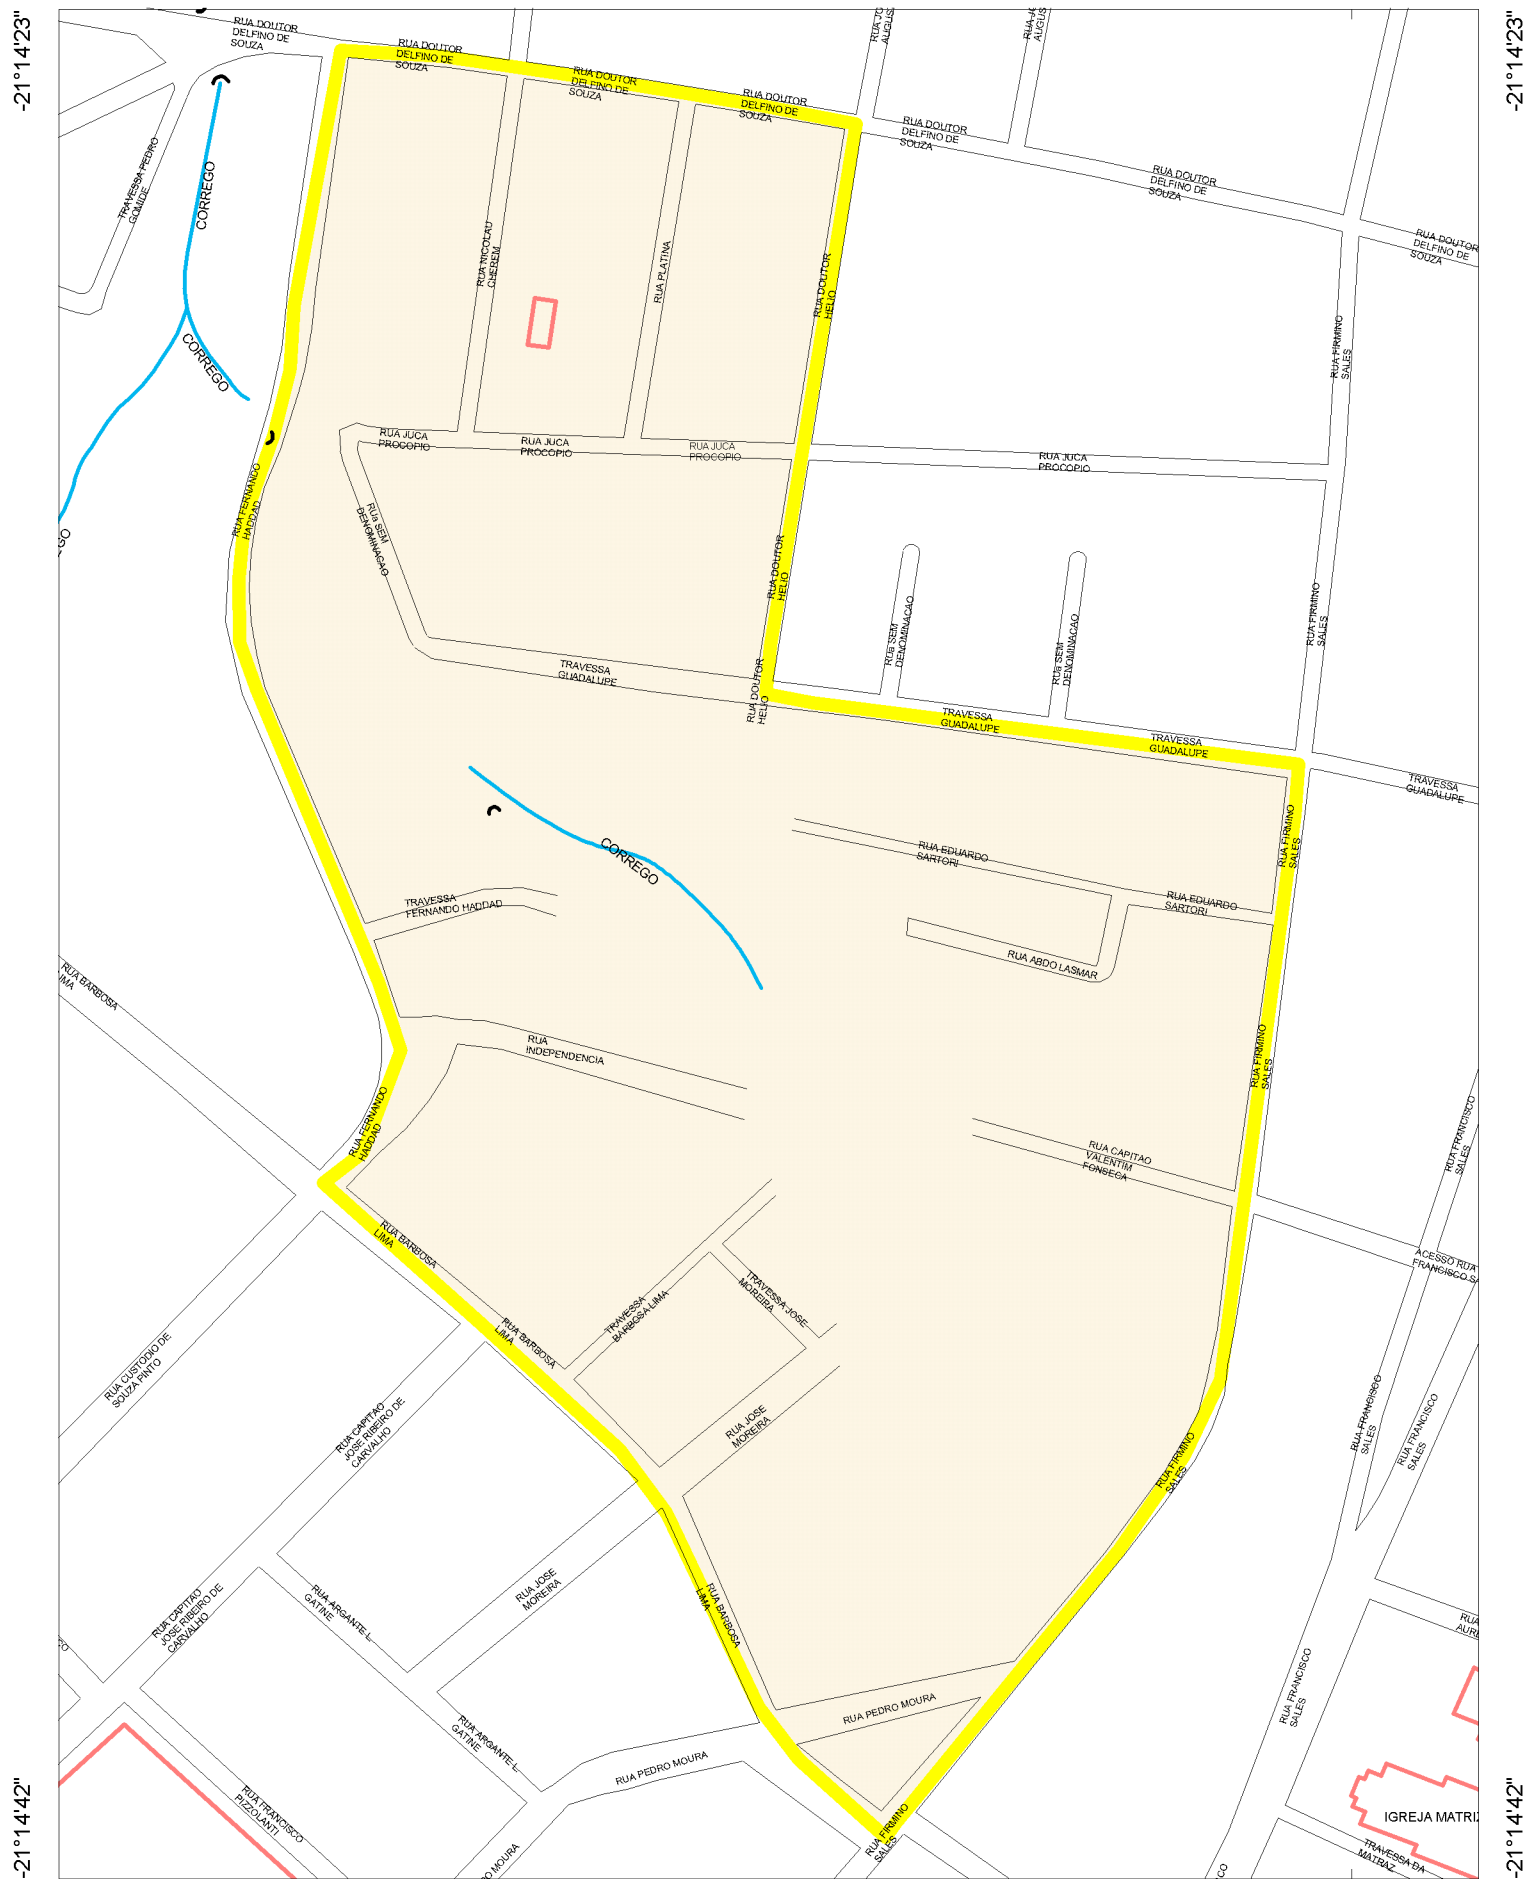 -21°14'23"
-21°14'23"
RUA DOUTOR
DELFINO DE
SOUZA
RUA DOUTOR
DELFINO DE
SOUZA
RUA DOUTOR
DELFINO DE
SOUZA
RUA DOUTOR
DELFINO DE
SOUZA
RUA DOUTOR
DELFINO DE
SOUZA
RUA DOUTOR
DELFINO DE
SOUZA
RUA DOUTOR
DELFINO DE
SOUZA
TRAVESSA PEDRO
GOMIDE
CORREGO
CORREGO
RUA NICOLAU
CHEREM
RUA PLATINA
RUA DOUTOR
HELIO
RUA FIRMINO
SALES
RUA JUCA
PROCOPIO
RUA JUCA
PROCOPIO
RUA JUCA
PROCOPIO
RUA JUCA
PROCOPIO
RUA FERNANDO
HADDAD
RUa SEM
DENOMINACAO
RUA DOUTOR
HELIO
RUa SEM
DENOMINACAO
RUa SEM
DENOMINACAO
RUA FIRMINO
SALES
TRAVESSA
GUADALUPE
RUA DOUTOR
HELIO
TRAVESSA
GUADALUPE
TRAVESSA
GUADALUPE
TRAVESSA
GUADALUPE
CORREGO
RUA EDUARDO
SARTORI
RUA FIRMINO
SALES
RUA EDUARDO
SARTORI
TRAVESSA
FERNANDO HADDAD
RUA ABDO LASMAR
RUA BARBOSA
LIMA
RUA
INDEPENDENCIA
RUA FIRMINO
SALES
RUA FERNANDO
HADDAD
RUA CAPITAO
VALENTIM
FONSECA
RUA FRANCISCO
SALES
RUA BARBOSA
LIMA
ACESSO RUA
FRANCISCO SA
TRAVESSA JOSE
MOREIRA
TRAVESSA
BARBOSA LIMA
RUA BARBOSA
LIMA
RUA CUSTODIO DE
SOUZA PINTO
RUA CAPITAO
JOSE RIBEIRO DE
CARVALHO
RUA JOSE
MOREIRA
RUA FRANCISCO
SALES
RUA FRANCISCO
SALES
RUA FIRMINO
SALES
RUA JOSE
MOREIRA
RUA CAPITAO
JOSE RIBEIRO DE
CARVALHO
RUA ARGANTE L
GATINE
RUA BARBOSA
LIMA
RUA
AURE
RUA FRANCISCO
SALES
RUA PEDRO MOURA
RUA ARGANTE L
GATINE
RUA PEDRO MOURA
RUA FRANCISCO
PIZZOLANTI
RUA FIRMINO
SALES
IGREJA MATRIZ
TRAVESSA DA
MATRAZ
RO MOURA
-21°14'42"
-21°14'42"